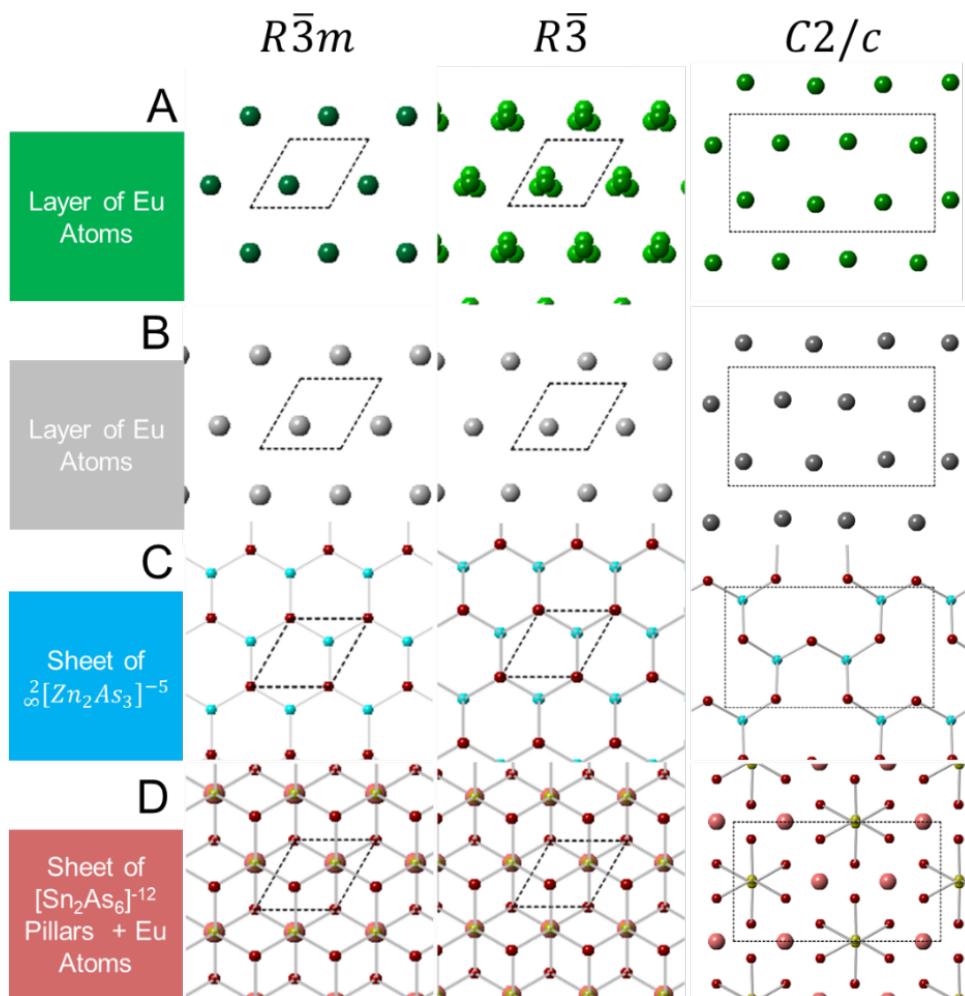 R3̅m R3̅ C2/c
A
Layer of Eu
Atoms
B
Layer of Eu
Atoms
C
Sheet of
²∞[Zn₂As₃]⁻⁵
D
Sheet of
[Sn₂As₆]⁻¹²
Pillars + Eu
Atoms